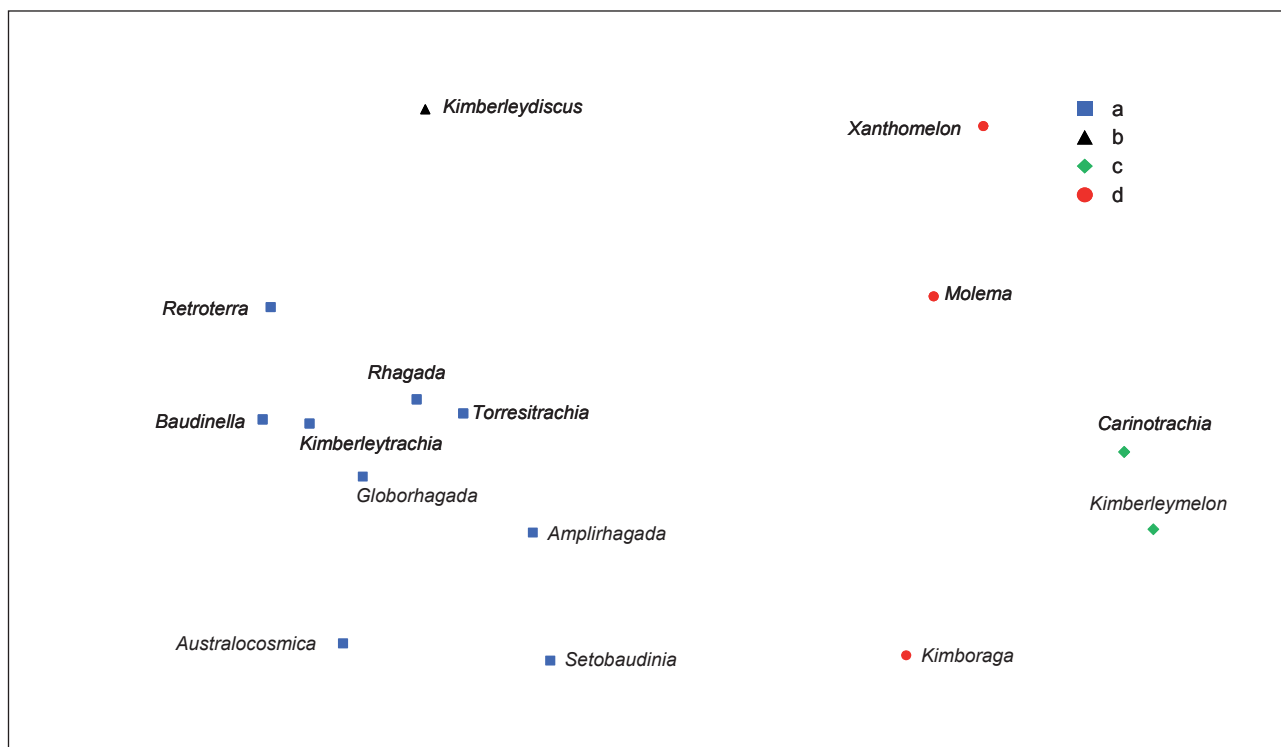 Kimberleydiscus
Xanthomelon
a
b
c
d
Retroterra
Molema
Rhagada
Torresitrachia
Baudinella
Kimberleytrachia
Carinotrachia
Globorhagada
Kimberleymelon
Amplirhagada
Australocosmica
Setobaudinia
Kimboraga